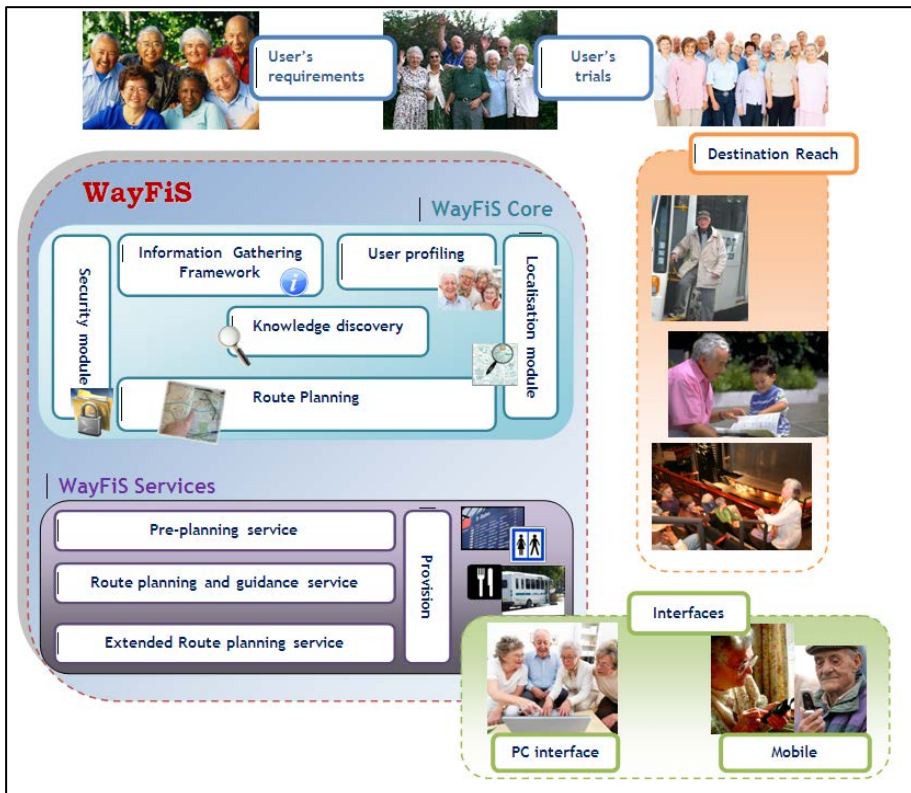 User's
requirements
User's
trials
Destination Reach
WayFiS
WayFiS Core
Security module
Information Gathering
Framework
User profiling
Localisation module
Knowledge discovery
Route Planning
WayFiS Services
Pre-planning service
Route planning and guidance service
Extended Route planning service
Provision
Interfaces
PC interface
Mobile